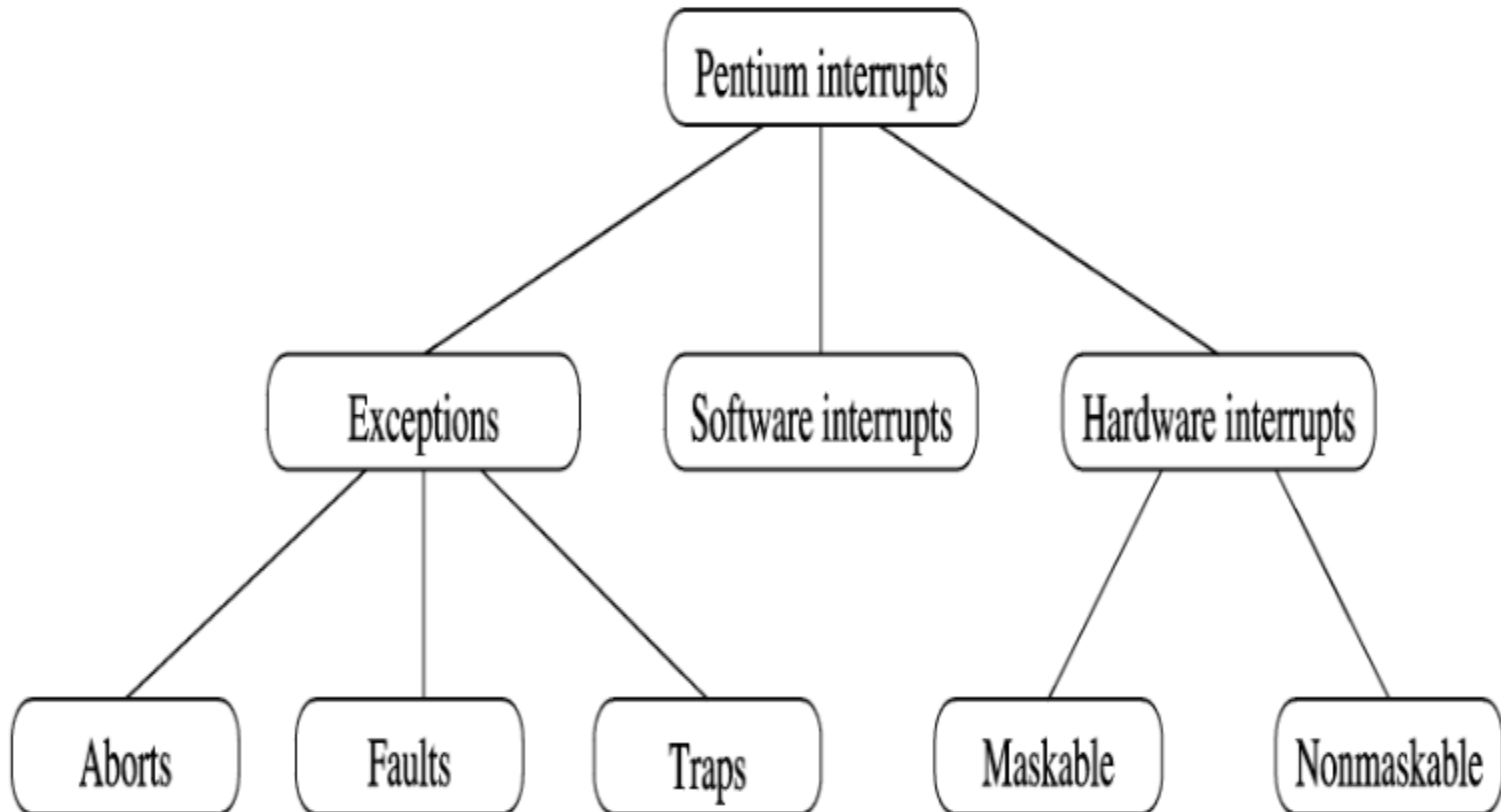 Pentium interrupts
Exceptions
Software interrupts
Hardware interrupts
Aborts
Faults
Traps
Maskable
Nonmaskable